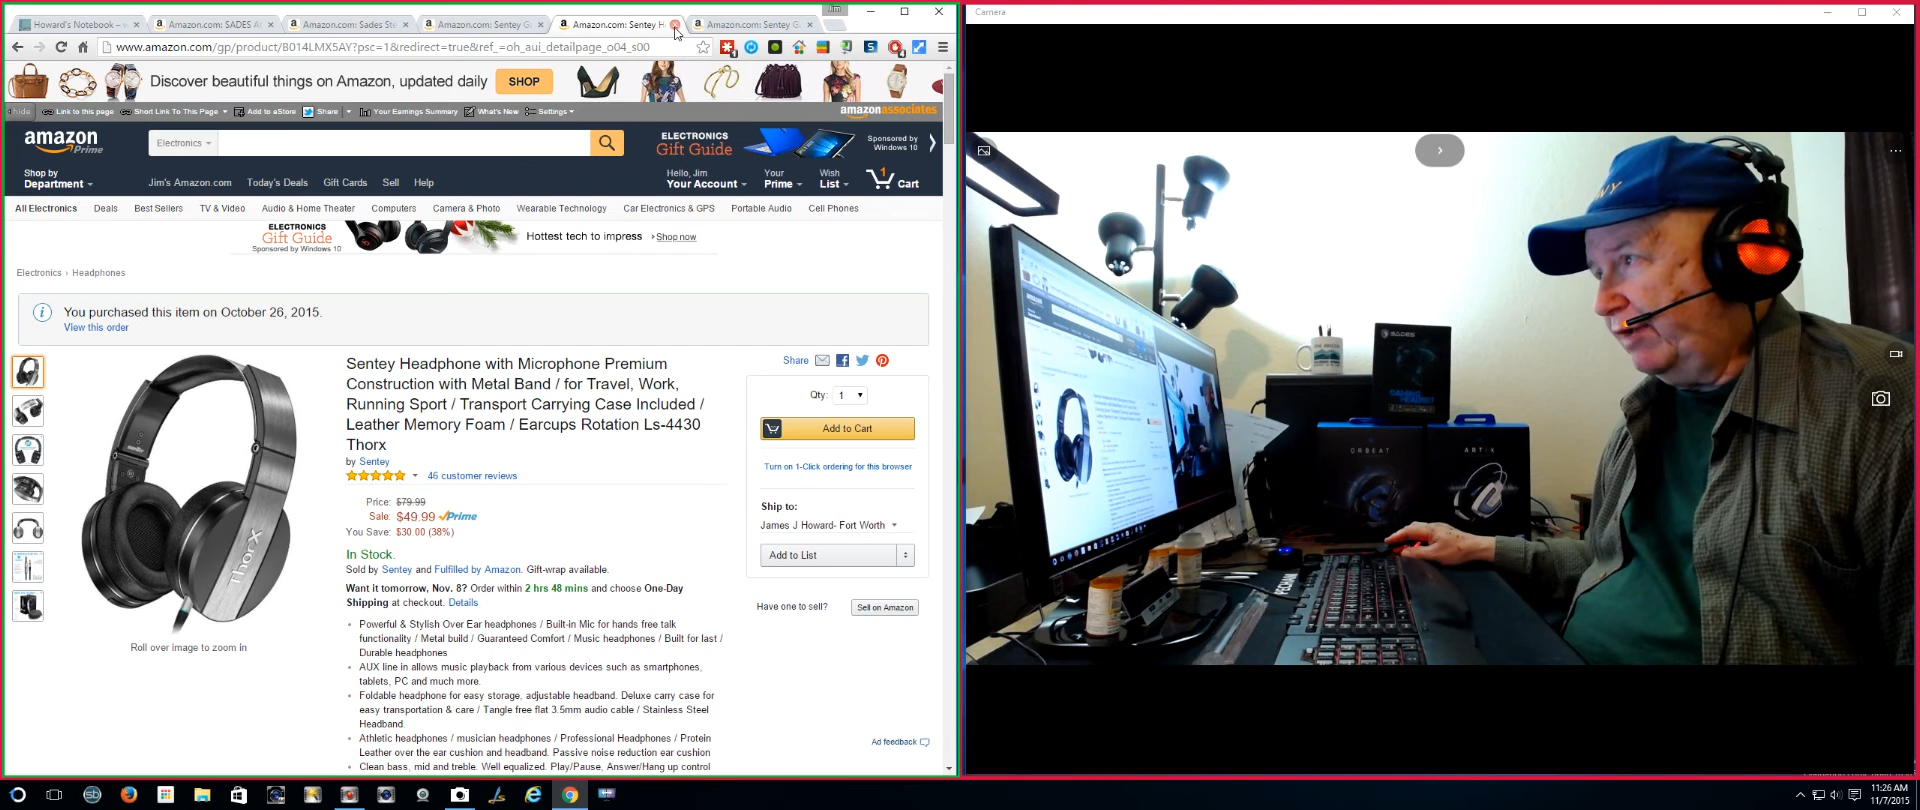 Howard's Notebook – w
Amazon.com: SADES A
Amazon.com: Sades Ste
Amazon.com: Sentey G
Amazon.com: Sentey H
Amazon.com: Sentey G
Jim
Camera
www.amazon.com/gp/product/B014LMX5AY?psc=1&redirect=true&ref_=oh_aui_detailpage_o04_s00
Discover beautiful things on Amazon, updated daily
SHOP
hide
Link to this page
Short Link To This Page
Add to aStore
Share
Your Earnings Summary
What's New
Settings
amazonassociates
amazon
Prime
Electronics
ELECTRONICS
Gift Guide
Sponsored by
Windows 10
Shop by
Department
Jim's Amazon.com
Today's Deals
Gift Cards
Sell
Help
Hello, Jim
Your Account
Your
Prime
Wish
List
1
Cart
All Electronics
Deals
Best Sellers
TV & Video
Audio & Home Theater
Computers
Camera & Photo
Wearable Technology
Car Electronics & GPS
Portable Audio
Cell Phones
ELECTRONICS
Gift Guide
Sponsored by Windows 10
Hottest tech to impress
› Shop now
Electronics › Headphones
You purchased this item on October 26, 2015.
View this order
Sentey Headphone with Microphone Premium
Construction with Metal Band / for Travel, Work,
Running Sport / Transport Carrying Case Included /
Leather Memory Foam / Earcups Rotation Ls-4430
Thorx
by Sentey
46 customer reviews
Price: $79.99
Sale: $49.99 Prime
You Save: $30.00 (38%)
In Stock.
Sold by Sentey and Fulfilled by Amazon. Gift-wrap available.
Want it tomorrow, Nov. 8? Order within 2 hrs 48 mins and choose One-Day
Shipping at checkout. Details
• Powerful & Stylish Over Ear headphones / Built-in Mic for hands free talk
functionality / Metal build / Guaranteed Comfort / Music headphones / Built for last /
Durable headphones
• AUX line in allows music playback from various devices such as smartphones,
tablets, PC and much more.
• Foldable headphone for easy storage, adjustable headband. Deluxe carry case for
easy transportation & care / Tangle free flat 3.5mm audio cable / Stainless Steel
Headband.
• Athletic headphones / musician headphones / Professional Headphones / Protein
Leather over the ear cushion and headband. Passive noise reduction ear cushion
• Clean bass, mid and treble. Well equalized. Play/Pause, Answer/Hang up control
ThorX
Roll over image to zoom in
Share
Qty: 1
Add to Cart
Turn on 1-Click ordering for this browser
Ship to:
James J Howard- Fort Worth
Add to List
Have one to sell?
Sell on Amazon
Ad feedback
SADES
GAMING
HEADSET
ORBEAT
ARTIX
11:26 AM
11/7/2015